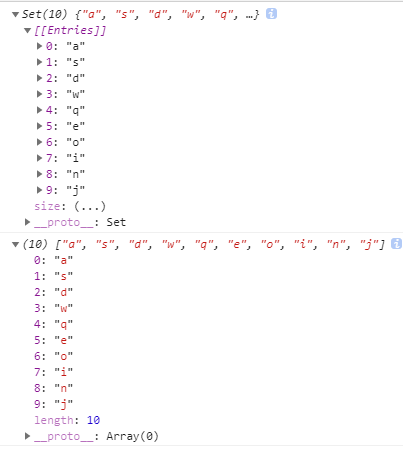 Set(10) {"a", "s", "d", "w", "q", …}
[[Entries]]
0: "a"
1: "s"
2: "d"
3: "w"
4: "q"
5: "e"
6: "o"
7: "i"
8: "n"
9: "j"
size: (...)
__proto__: Set
(10) ["a", "s", "d", "w", "q", "e", "o", "i", "n", "j"]
0: "a"
1: "s"
2: "d"
3: "w"
4: "q"
5: "e"
6: "o"
7: "i"
8: "n"
9: "j"
length: 10
__proto__: Array(0)